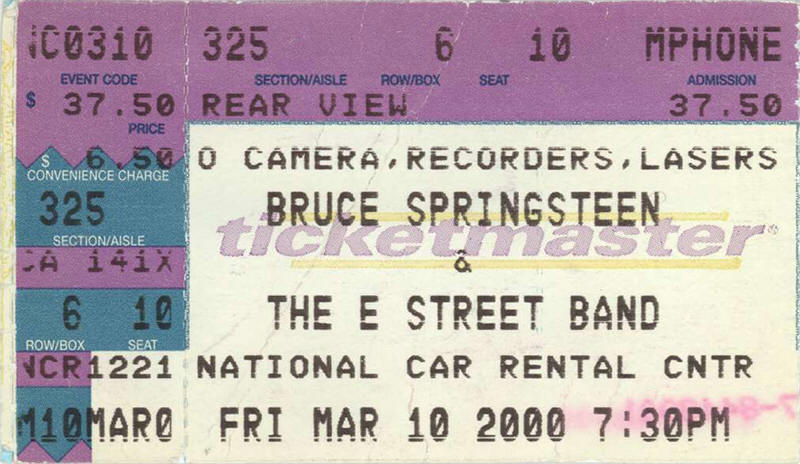 NC0310 325 6 10 MPHONE
EVENT CODE SECTION/AISLE ROW/BOX SEAT ADMISSION
$ 37.50 REAR VIEW 37.50
PRICE
$ 6.50 O CAMERA,RECORDERS,LASERS
CONVENIENCE CHARGE
325 BRUCE SPRINGSTEEN
ticketmaster®
SECTION/AISLE
CA 141X &
6 10 THE E STREET BAND
ROW/BOX SEAT
NCR1221 NATIONAL CAR RENTAL CNTR
M10MAR0 FRI MAR 10 2000 7:30PM